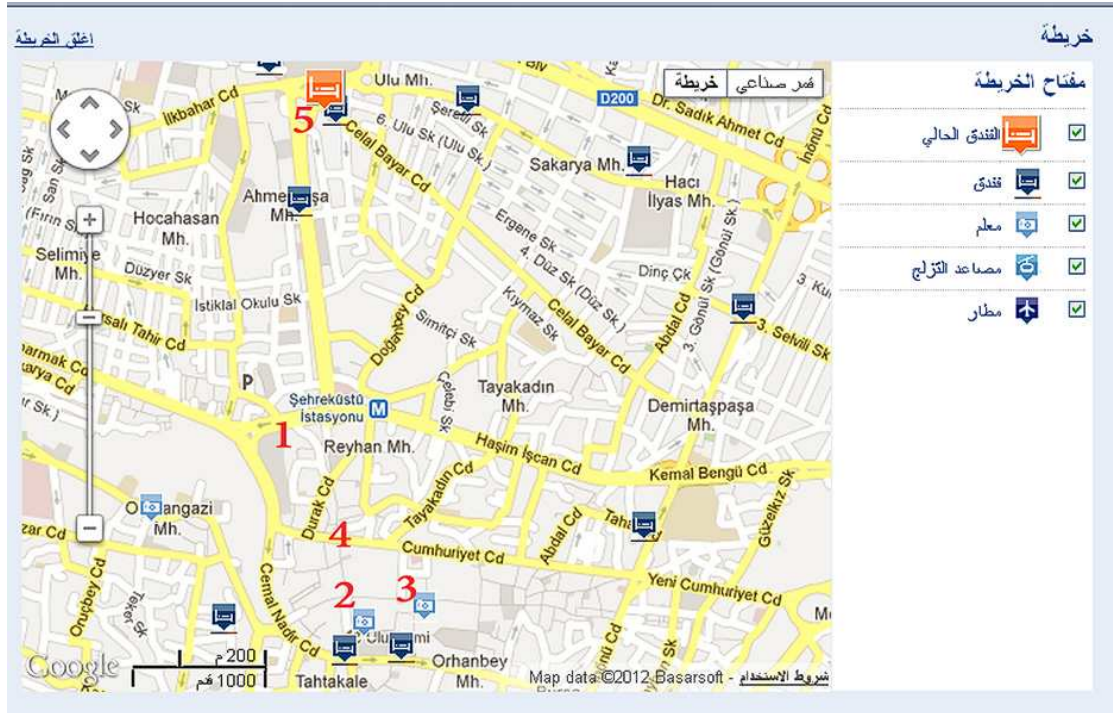 خريطة
اغلق الخريطة
مفتاح الخريطة
الفندق الحالي
فندق
معلم
مصاعد التزلج
مطار
قمر صناعي
خريطة
Ulu Mh.
D200
Dr. Sadık Ahmet Cd
İnönü Cd
İlkbahar Cd
Sk
5
6. Ulu Sk (Ulu Sk.)
Celal Bayar Cd
Sakarya Mh.
Hacı
İlyas Mh.
Hocahasan
Mh.
Selimiye
Mh.
Düzyer Sk
İstiklal Okulu Sk
Ergene Sk
4. Düz Sk (Düz Sk.)
Dinç Çk
3. Gönül Sk (Gönül Sk.)
Kıymaz Sk
Celal Bayar Cd
Abdal Cd
3. Selvili Sk
Doğanbey Cd
Simitçi Sk
Çelebi Sk
P
Şehreküstü
İstasyonu
M
Tayakadın
Mh.
Demirtaşpaşa
Mh.
1
Reyhan Mh.
Haşim İşcan Cd
Kemal Bengü Cd
Tayakadın Cd
Durak Cd
Abdal Cd
Güzelkız Sk
Mh.
4
Cumhuriyet Cd
Yeni Cumhuriyet Cd
Oruçbey Cd
Teker Sk
Cemal Nadir Cd
2
3
Google
200 م
1000 قدم
Tahtakale
Orhanbey
Mh.
Map data ©2012 Basarsoft - شروط الاستخدام